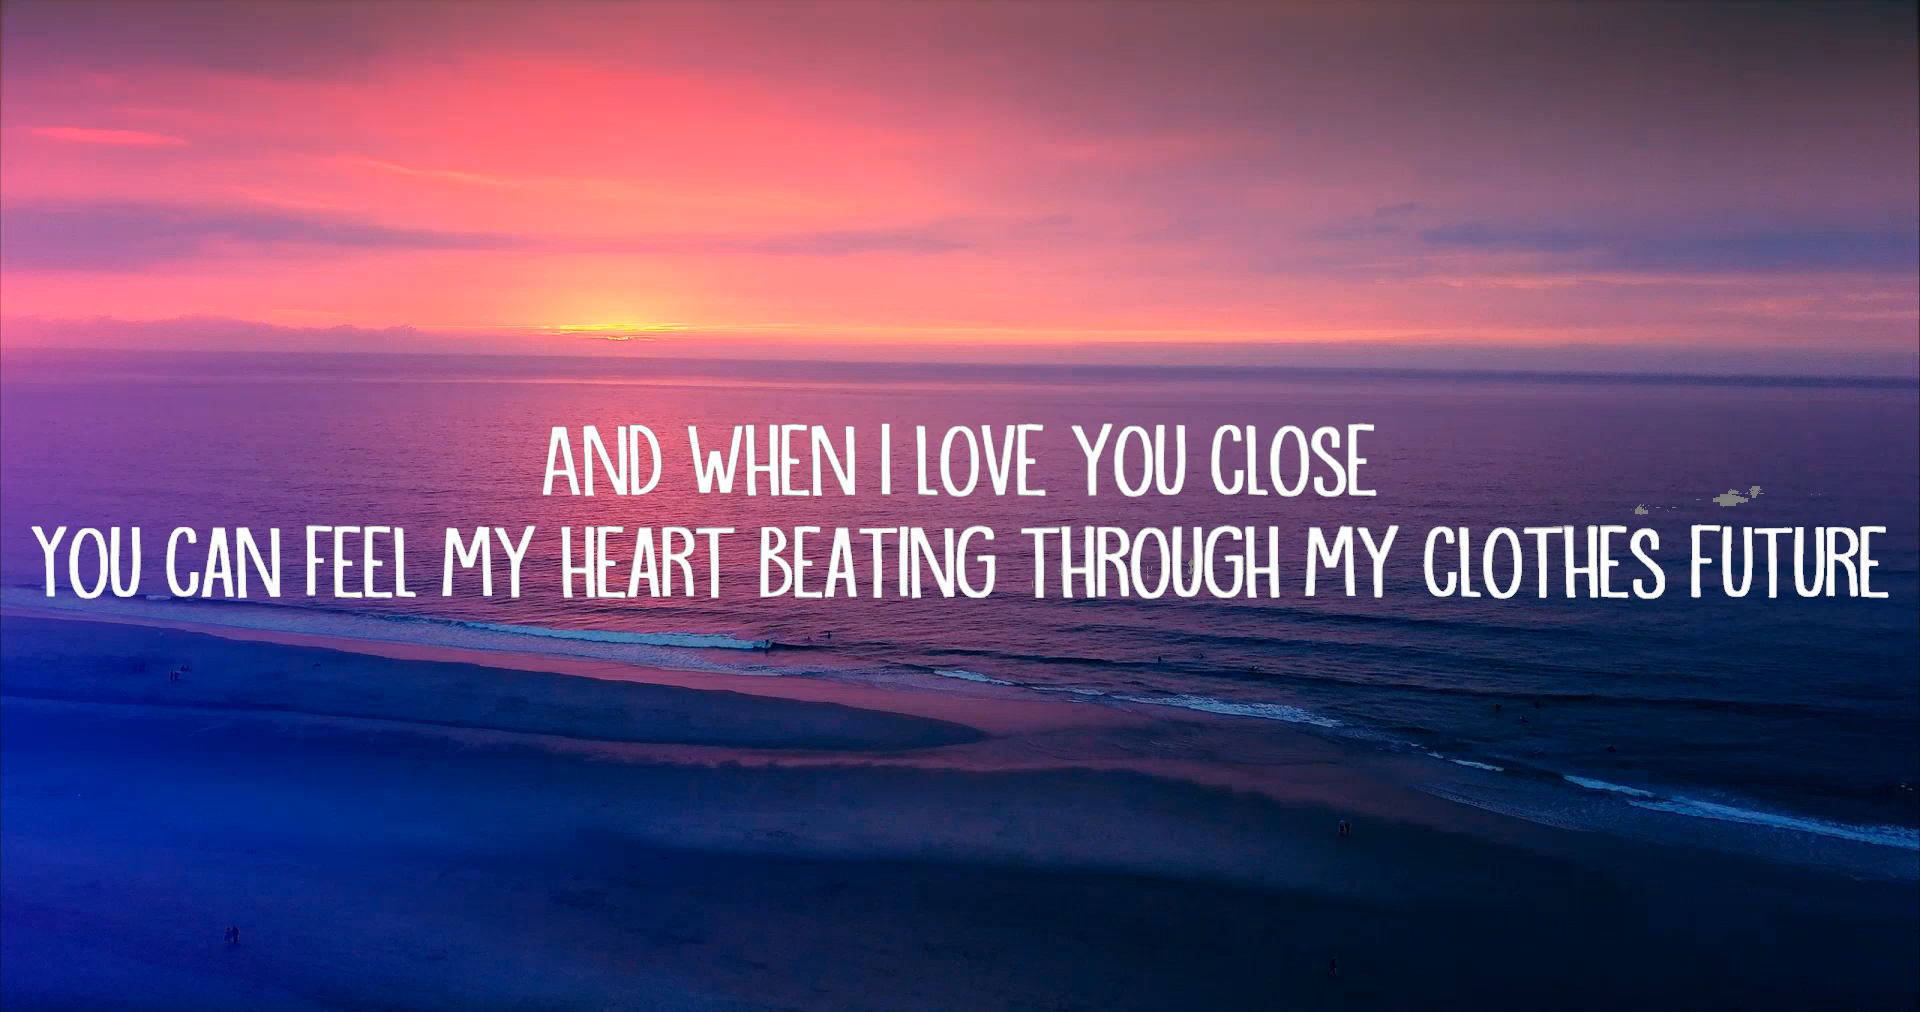 AND WHEN I LOVE YOU CLOSE
YOU CAN FEEL MY HEART BEATING THROUGH MY CLOTHES FUTURE